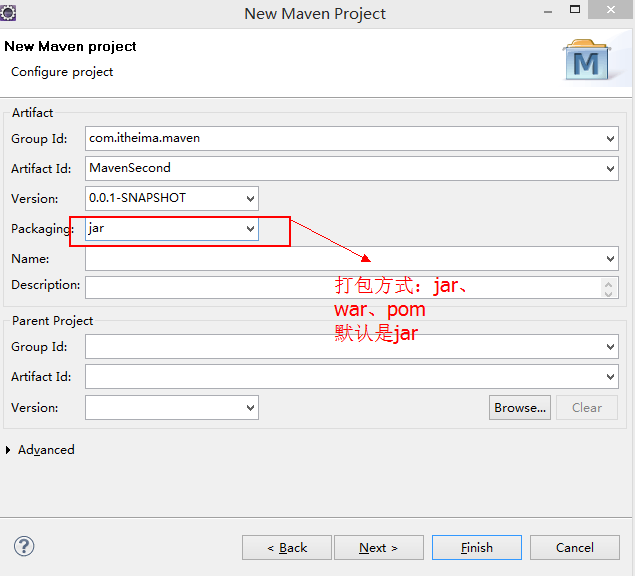 New Maven Project
New Maven project
Configure project
M
Artifact
Group Id: com.itheima.maven
Artifact Id: MavenSecond
Version: 0.0.1-SNAPSHOT
Packaging: jar
Name:
Description:
打包方式：jar、
war、pom
默认是jar
Parent Project
Group Id:
Artifact Id:
Version:
Browse...
Clear
Advanced
?
< Back
Next >
Finish
Cancel